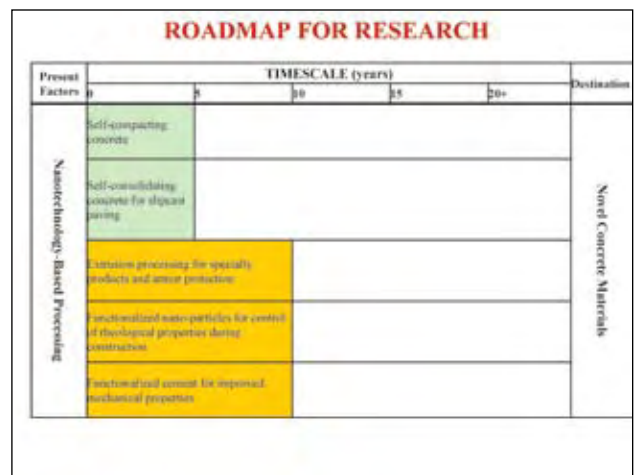 ROADMAP FOR RESEARCH
Present Factors
TIMESCALE (years)
Destination
0 5 10 15 20+
Nanotechnology-Based Processing
Self-compacting
concrete
Self-consolidating
concrete for slipcast
paving
Extrusion processing for specialty
products and armor protection
Functionalized nano-particles for control
of rheological properties during
construction
Functionalized cement for improved
mechanical properties
Novel Concrete Materials